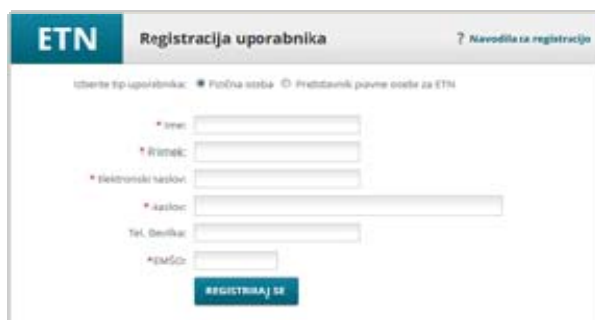 ETN Registracija uporabnika ? Navodila za registracijo
Izberite tip uporabnika: Fizična osoba Predstavnik pravne osebe za ETN
* Ime:
* Priimek:
* Elektronski naslov:
* Naslov:
Tel. številka:
*EMŠO:
REGISTRIRAJ SE